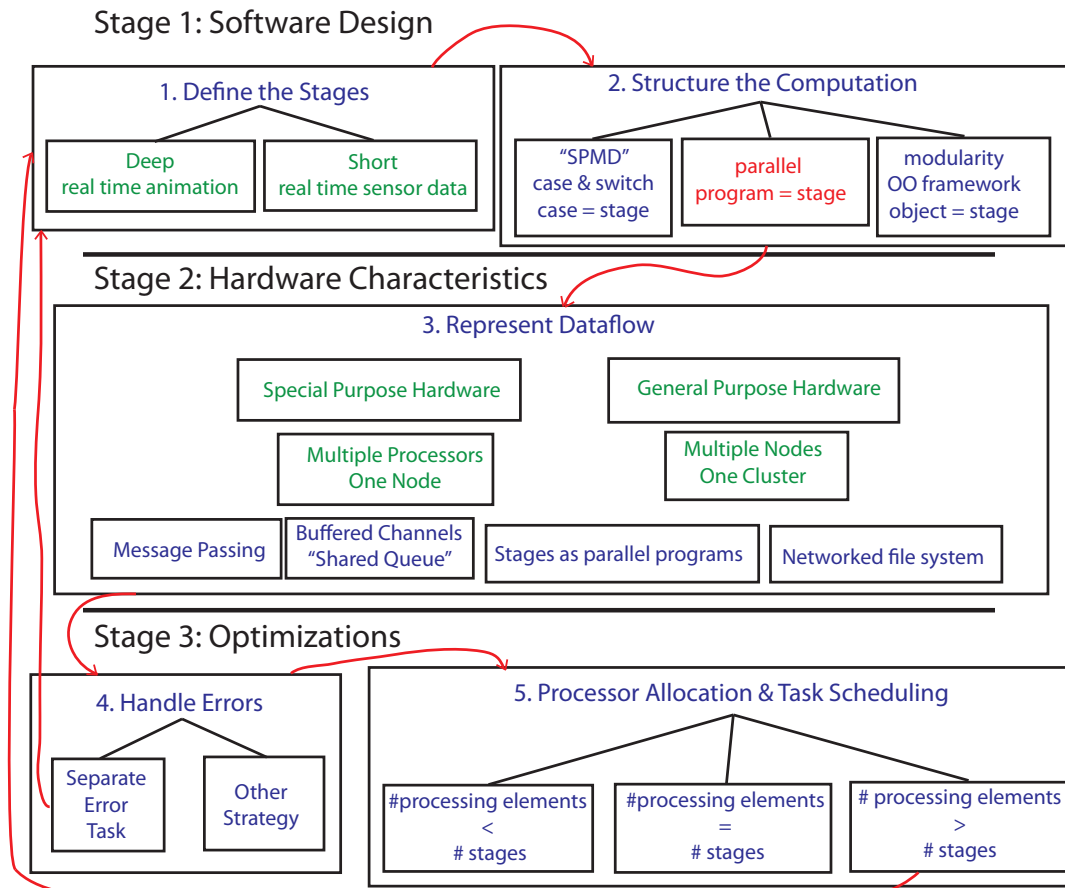 Stage 1: Software Design
1. Define the Stages
Deep
real time animation
Short
real time sensor data
2. Structure the Computation
“SPMD”
case & switch
case = stage
parallel
program = stage
modularity
OO framework
object = stage
Stage 2: Hardware Characteristics
3. Represent Dataflow
Special Purpose Hardware
General Purpose Hardware
Multiple Processors
One Node
Multiple Nodes
One Cluster
Message Passing
Buffered Channels
“Shared Queue”
Stages as parallel programs
Networked file system
Stage 3: Optimizations
4. Handle Errors
Separate
Error
Task
Other
Strategy
5. Processor Allocation & Task Scheduling
#processing elements
<
# stages
#processing elements
=
# stages
# processing elements
>
# stages